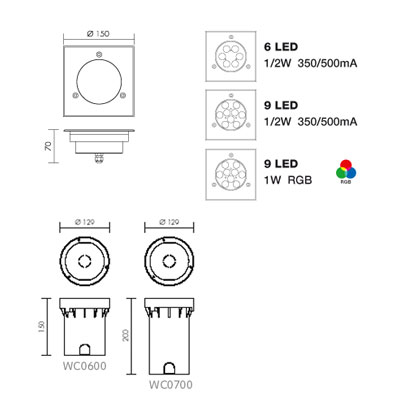 Ø 150
6 LED
1/2W 350/500mA
9 LED
1/2W 350/500mA
70
9 LED
1W RGB
RGB
Ø 129
Ø 129
150
200
WC0600
WC0700